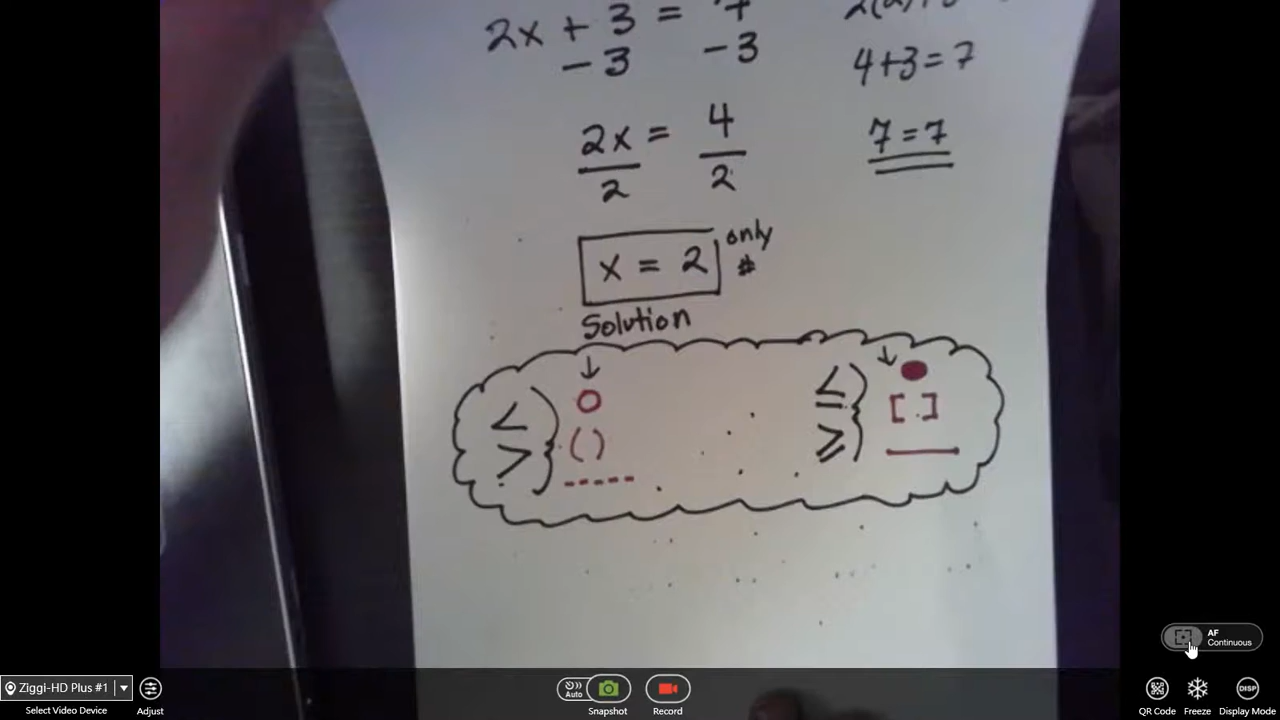 2x + 3 = 7
- 3 - 3
4+3=7
2x = 4
2 2
7=7
x = 2
only
#
Solution
<
>
( )
≤
≥
[ ]
AF
Continuous
Ziggi-HD Plus #1
Select Video Device
Adjust
Auto
Snapshot
Record
QR Code
Freeze
DISP
Display Mode